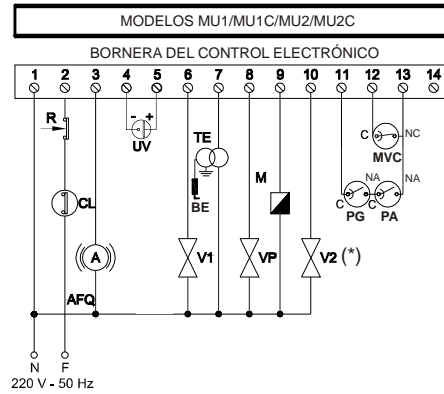 MODELOS MU1/MU1C/MU2/MU2C
BORNERA DEL CONTROL ELECTRÓNICO
1 2 3 4 5 6 7 8 9 10 11 12 13 14
R
- +
UV
TE
C NC
MVC
NA NA
M
BE
C C
PG PA
CL
A
V1
VP
V2 (*)
AFQ
N F
220 V - 50 Hz